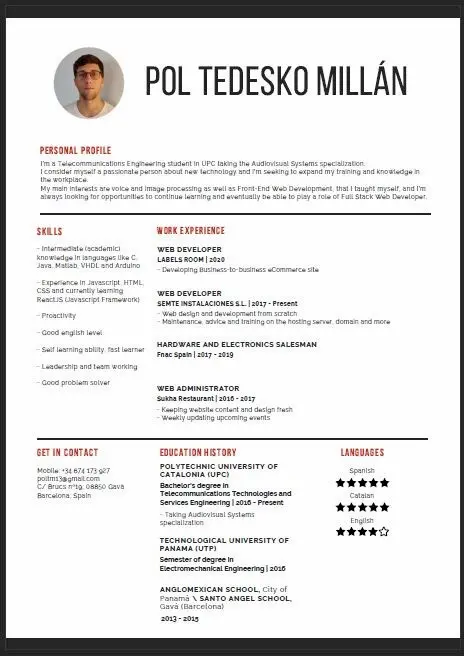 POL TEDESKO MILLÁN
PERSONAL PROFILE
I'm a Telecommunications Engineering student in UPC taking the Audiovisual Systems specialization.
I consider myself a passionate person about new technology and I'm seeking to expand my training and knowledge in
the workplace.
My main interests are voice and image processing as well as Front-End Web Development, that I taught myself, and I'm
always looking for opportunities to continue learning and eventually be able to play a role of Full Stack Web Developer.
SKILLS
- Intermediate (academic)
knowledge in languages like C,
Java, Matlab, VHDL and Arduino
- Experience in Javascript, HTML,
CSS and currently learning
ReactJS (Javascript Framework)
- Proactivity
- Good english level
- Self learning ability, fast learner
- Leadership and team working
- Good problem solver
WORK EXPERIENCE
WEB DEVELOPER
LABELS ROOM | 2020
- Developing Business-to-business eCommerce site
WEB DEVELOPER
SEMTE INSTALACIONES S.L. | 2017 - Present
- Web design and development from scratch
- Maintenance, advice and training on the hosting server, domain and more
HARDWARE AND ELECTRONICS SALESMAN
Fnac Spain | 2017 - 2019
WEB ADMINISTRATOR
Sukha Restaurant | 2016 - 2017
- Keeping website content and design fresh
- Weekly updating upcoming events
GET IN CONTACT
Mobile: +34 674 173 927
poltm13@gmail.com
C/ Brucs nº19, 08850 Gavà
Barcelona, Spain
EDUCATION HISTORY
POLYTECHNIC UNIVERSITY OF
CATALONIA (UPC)
Bachelor's degree in
Telecommunications Technologies and
Services Engineering | 2016 - Present
- Taking Audiovisual Systems
specialization
TECHNOLOGICAL UNIVERSITY OF
PANAMA (UTP)
Semester of degree in
Electromechanical Engineering | 2016
ANGLOMEXICAN SCHOOL, City of
Panamà \ SANTO ANGEL SCHOOL,
Gavà (Barcelona)
2013 - 2015
LANGUAGES
Spanish
Catalan
English